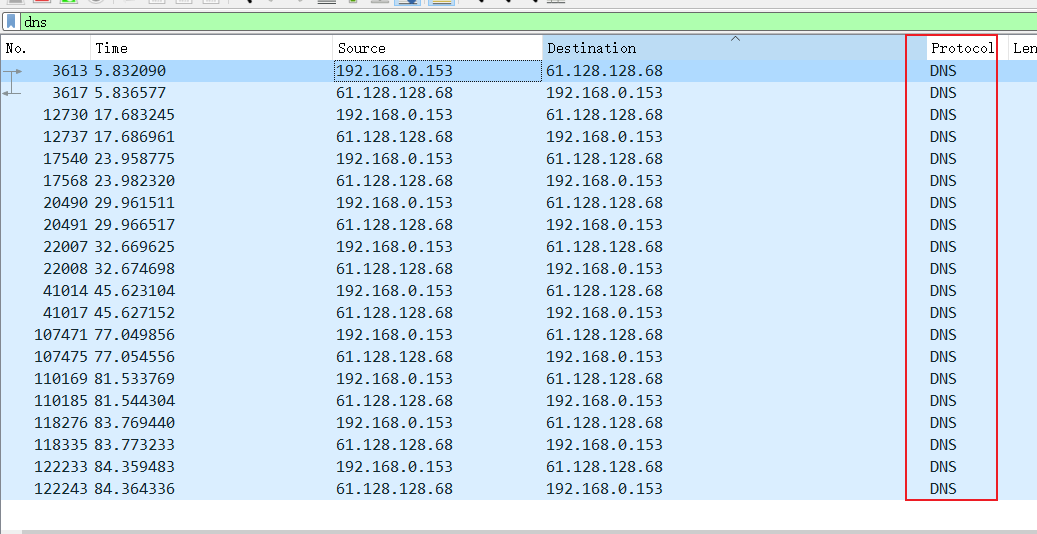 dns
No. Time Source Destination Protocol Len
3613 5.832090 192.168.0.153 61.128.128.68 DNS
3617 5.836577 61.128.128.68 192.168.0.153 DNS
12730 17.683245 192.168.0.153 61.128.128.68 DNS
12737 17.686961 61.128.128.68 192.168.0.153 DNS
17540 23.958775 192.168.0.153 61.128.128.68 DNS
17568 23.982320 61.128.128.68 192.168.0.153 DNS
20490 29.961511 192.168.0.153 61.128.128.68 DNS
20491 29.966517 61.128.128.68 192.168.0.153 DNS
22007 32.669625 192.168.0.153 61.128.128.68 DNS
22008 32.674698 61.128.128.68 192.168.0.153 DNS
41014 45.623104 192.168.0.153 61.128.128.68 DNS
41017 45.627152 61.128.128.68 192.168.0.153 DNS
107471 77.049856 192.168.0.153 61.128.128.68 DNS
107475 77.054556 61.128.128.68 192.168.0.153 DNS
110169 81.533769 192.168.0.153 61.128.128.68 DNS
110185 81.544304 61.128.128.68 192.168.0.153 DNS
118276 83.769440 192.168.0.153 61.128.128.68 DNS
118335 83.773233 61.128.128.68 192.168.0.153 DNS
122233 84.359483 192.168.0.153 61.128.128.68 DNS
122243 84.364336 61.128.128.68 192.168.0.153 DNS